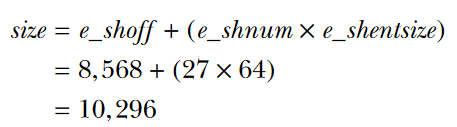 size = e_shoff + (e_shnum × e_shentsize)
= 8,568 + (27 × 64)
= 10,296